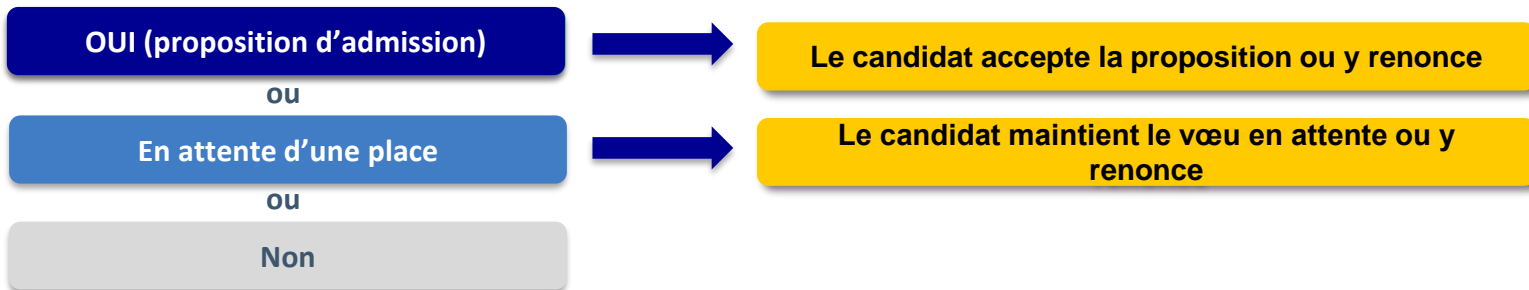 OUI (proposition d’admission)
Le candidat accepte la proposition ou y renonce
ou
En attente d’une place
Le candidat maintient le vœu en attente ou y
renonce
ou
Non